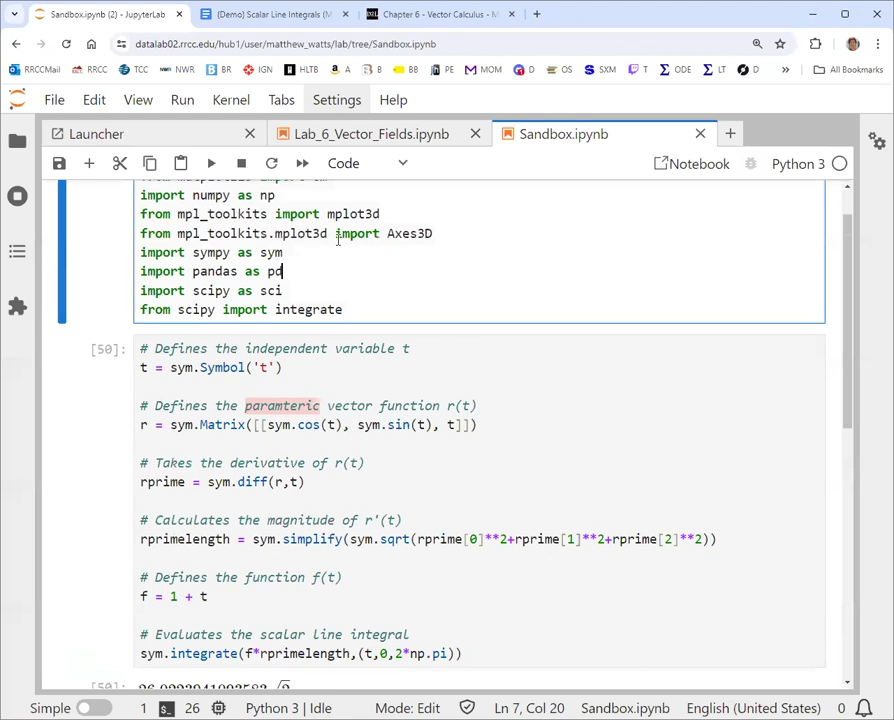 Sandbox.ipynb (2) - JupyterLab
(Demo) Scalar Line Integrals (M
Chapter 6 - Vector Calculus - M
datalab02.rrcc.edu/hub1/user/matthew_watts/lab/tree/Sandbox.ipynb
RRCCMail RRCC TCC NWR BR IGN HLTB A B BB PE MOM D OS SXM T ODE LT D All Bookmarks
File Edit View Run Kernel Tabs Settings Help
Launcher Lab_6_Vector_Fields.ipynb Sandbox.ipynb
Code Notebook Python 3
import numpy as np
from mpl_toolkits import mplot3d
from mpl_toolkits.mplot3d import Axes3D
import sympy as sym
import pandas as pd
import scipy as sci
from scipy import integrate
[50]:
# Defines the independent variable t
t = sym.Symbol('t')
# Defines the paramteric vector function r(t)
r = sym.Matrix([[sym.cos(t), sym.sin(t), t]])
# Takes the derivative of r(t)
rprime = sym.diff(r,t)
# Calculates the magnitude of r'(t)
rprimelength = sym.simplify(sym.sqrt(rprime[0]**2+rprime[1]**2+rprime[2]**2))
# Defines the function f(t)
f = 1 + t
# Evaluates the scalar line integral
sym.integrate(f*rprimelength,(t,0,2*np.pi))
[50]:
Simple 1 26 Python 3 | Idle Mode: Edit Ln 7, Col 20 Sandbox.ipynb English (United States) 0